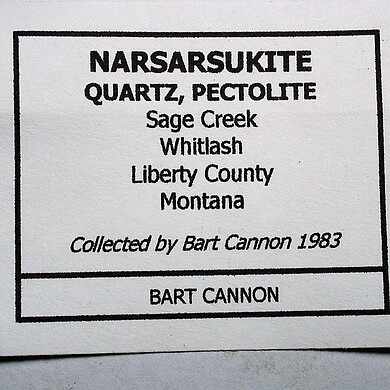 NARSARSUKITE
QUARTZ, PECTOLITE
Sage Creek
Whitlash
Liberty County
Montana
Collected by Bart Cannon 1983
BART CANNON